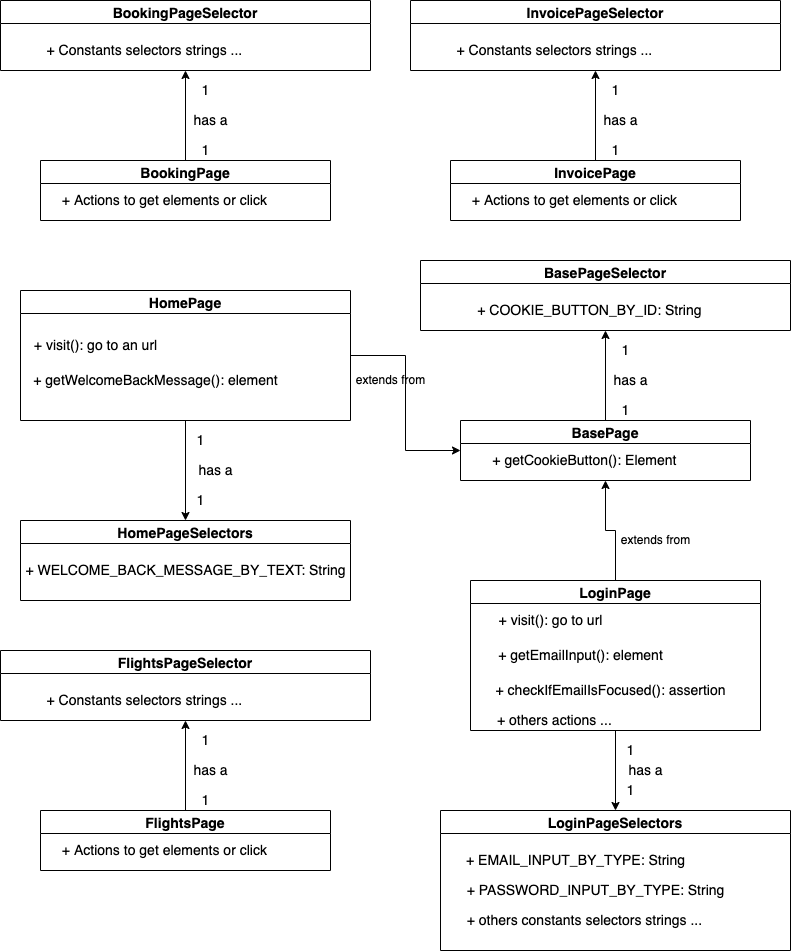 BookingPageSelector
+ Constants selectors strings ...
1
has a
1
BookingPage
+ Actions to get elements or click
InvoicePageSelector
+ Constants selectors strings ...
1
has a
1
InvoicePage
+ Actions to get elements or click
HomePage
+ visit(): go to an url
+ getWelcomeBackMessage(): element
extends from
1
has a
1
HomePageSelectors
+ WELCOME_BACK_MESSAGE_BY_TEXT: String
BasePageSelector
+ COOKIE_BUTTON_BY_ID: String
1
has a
1
BasePage
+ getCookieButton(): Element
extends from
LoginPage
+ visit(): go to url
+ getEmailInput(): element
+ checkIfEmailIsFocused(): assertion
+ others actions ...
1
has a
1
LoginPageSelectors
+ EMAIL_INPUT_BY_TYPE: String
+ PASSWORD_INPUT_BY_TYPE: String
+ others constants selectors strings ...
FlightsPageSelector
+ Constants selectors strings ...
1
has a
1
FlightsPage
+ Actions to get elements or click